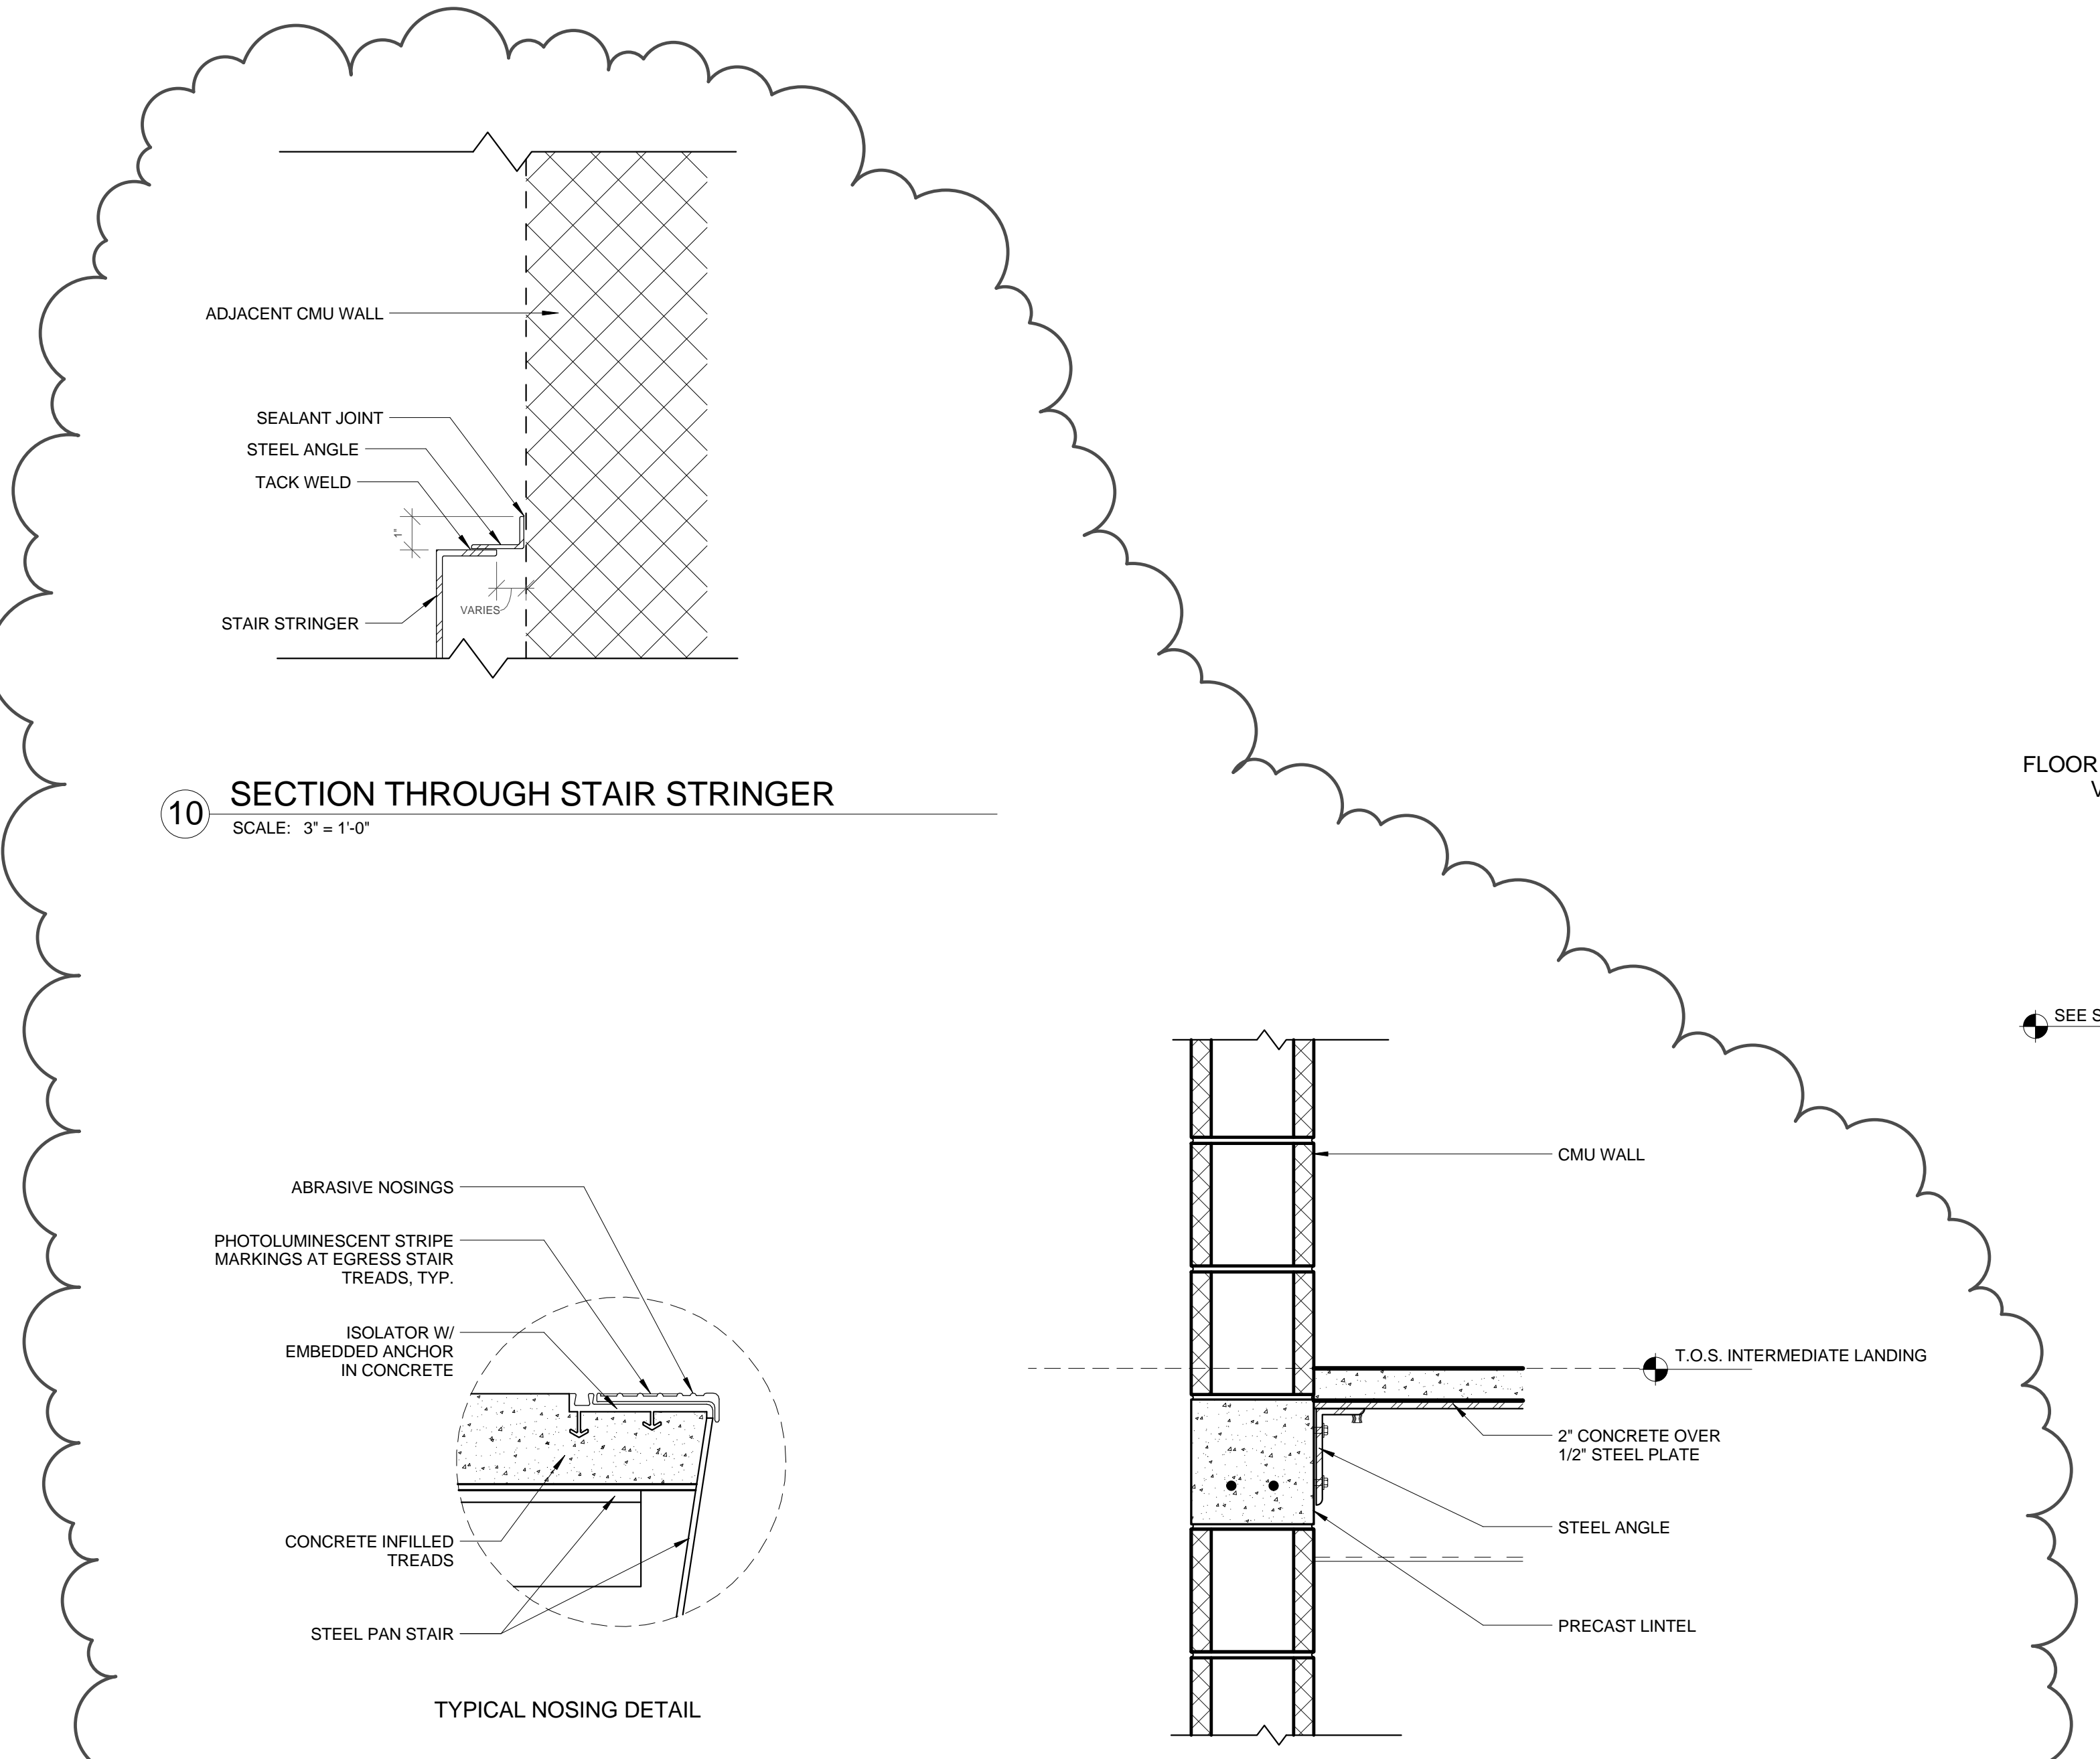 ADJACENT CMU WALL
SEALANT JOINT
STEEL ANGLE
TACK WELD
1"
VARIES
STAIR STRINGER
10
SECTION THROUGH STAIR STRINGER
SCALE: 3" = 1'-0"
FLOOR
V
SEE S
ABRASIVE NOSINGS
PHOTOLUMINESCENT STRIPE
MARKINGS AT EGRESS STAIR
TREADS, TYP.
ISOLATOR W/
EMBEDDED ANCHOR
IN CONCRETE
CONCRETE INFILLED
TREADS
STEEL PAN STAIR
TYPICAL NOSING DETAIL
CMU WALL
T.O.S. INTERMEDIATE LANDING
2" CONCRETE OVER
1/2" STEEL PLATE
STEEL ANGLE
PRECAST LINTEL